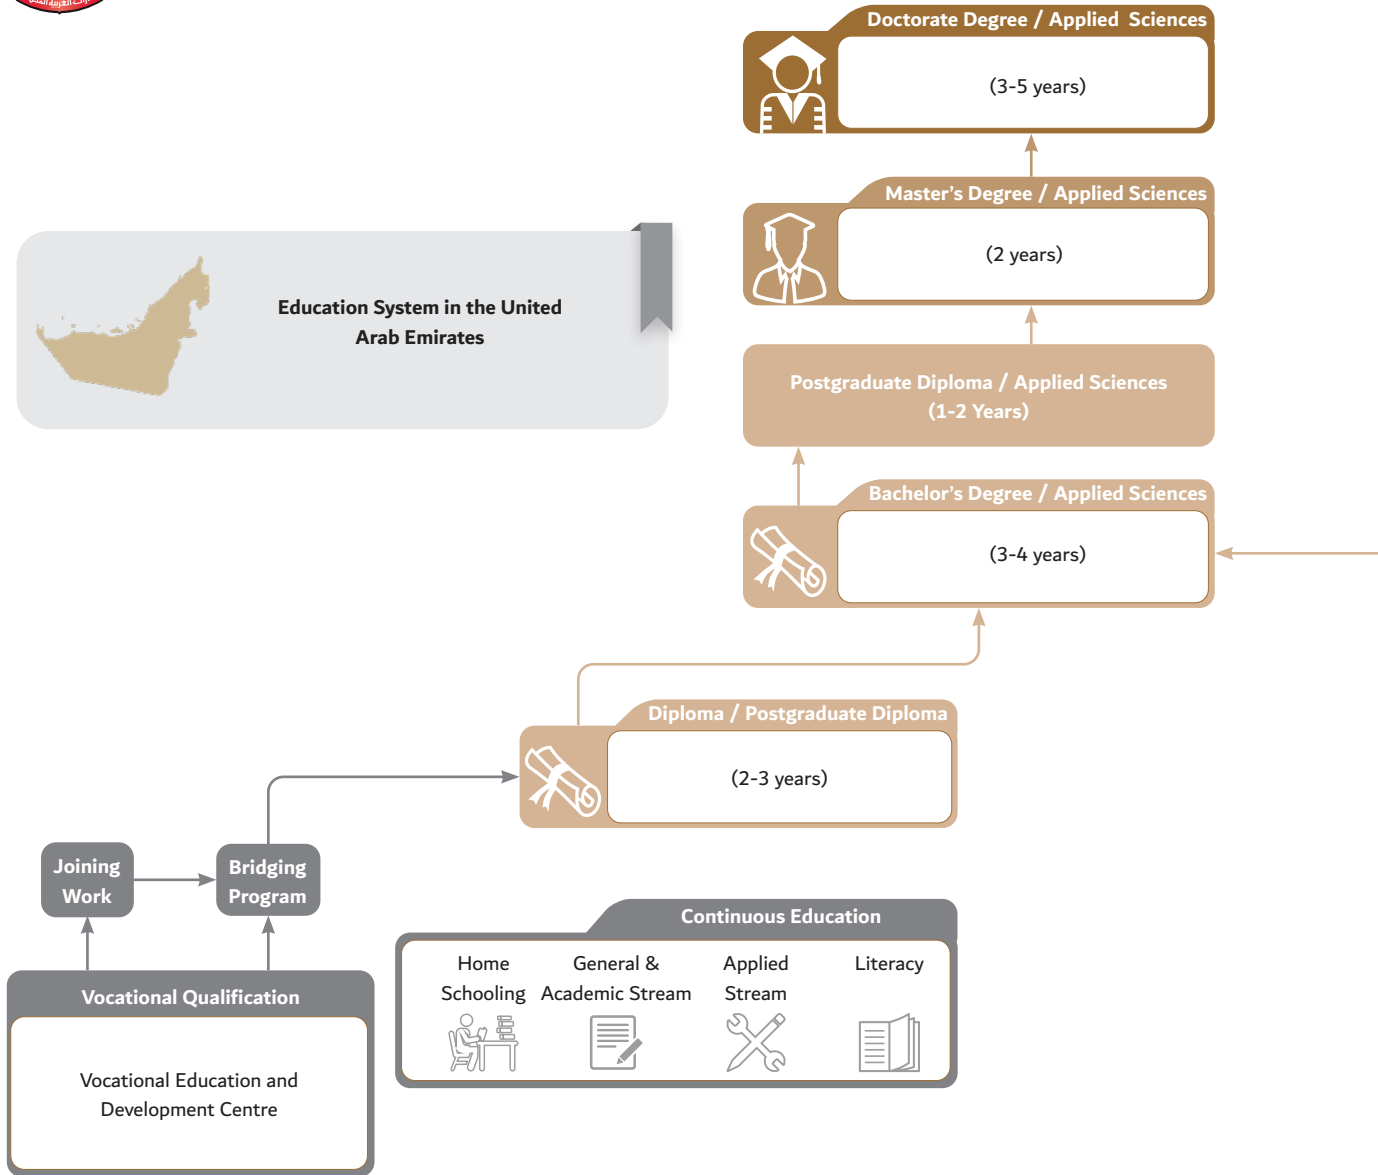 Doctorate Degree / Applied Sciences
(3-5 years)
Master's Degree / Applied Sciences
(2 years)
Education System in the United
Arab Emirates
Postgraduate Diploma / Applied Sciences
(1-2 Years)
Bachelor's Degree / Applied Sciences
(3-4 years)
Diploma / Postgraduate Diploma
(2-3 years)
Joining
Work
Bridging
Program
Continuous Education
Home
Schooling
General &
Academic Stream
Applied
Stream
Literacy
Vocational Qualification
Vocational Education and
Development Centre